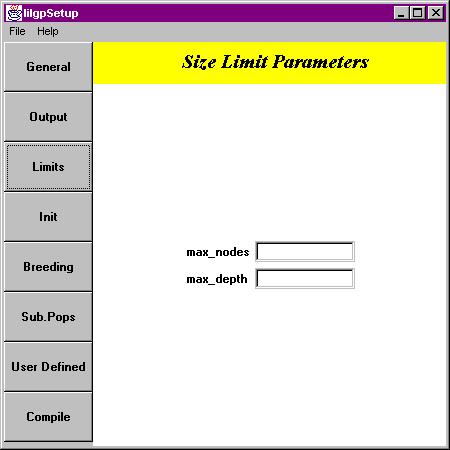 lilgpSetup
File Help
General
Size Limit Parameters
Output
Limits
Init
Breeding
Sub.Pops
User Defined
Compile
max_nodes
max_depth